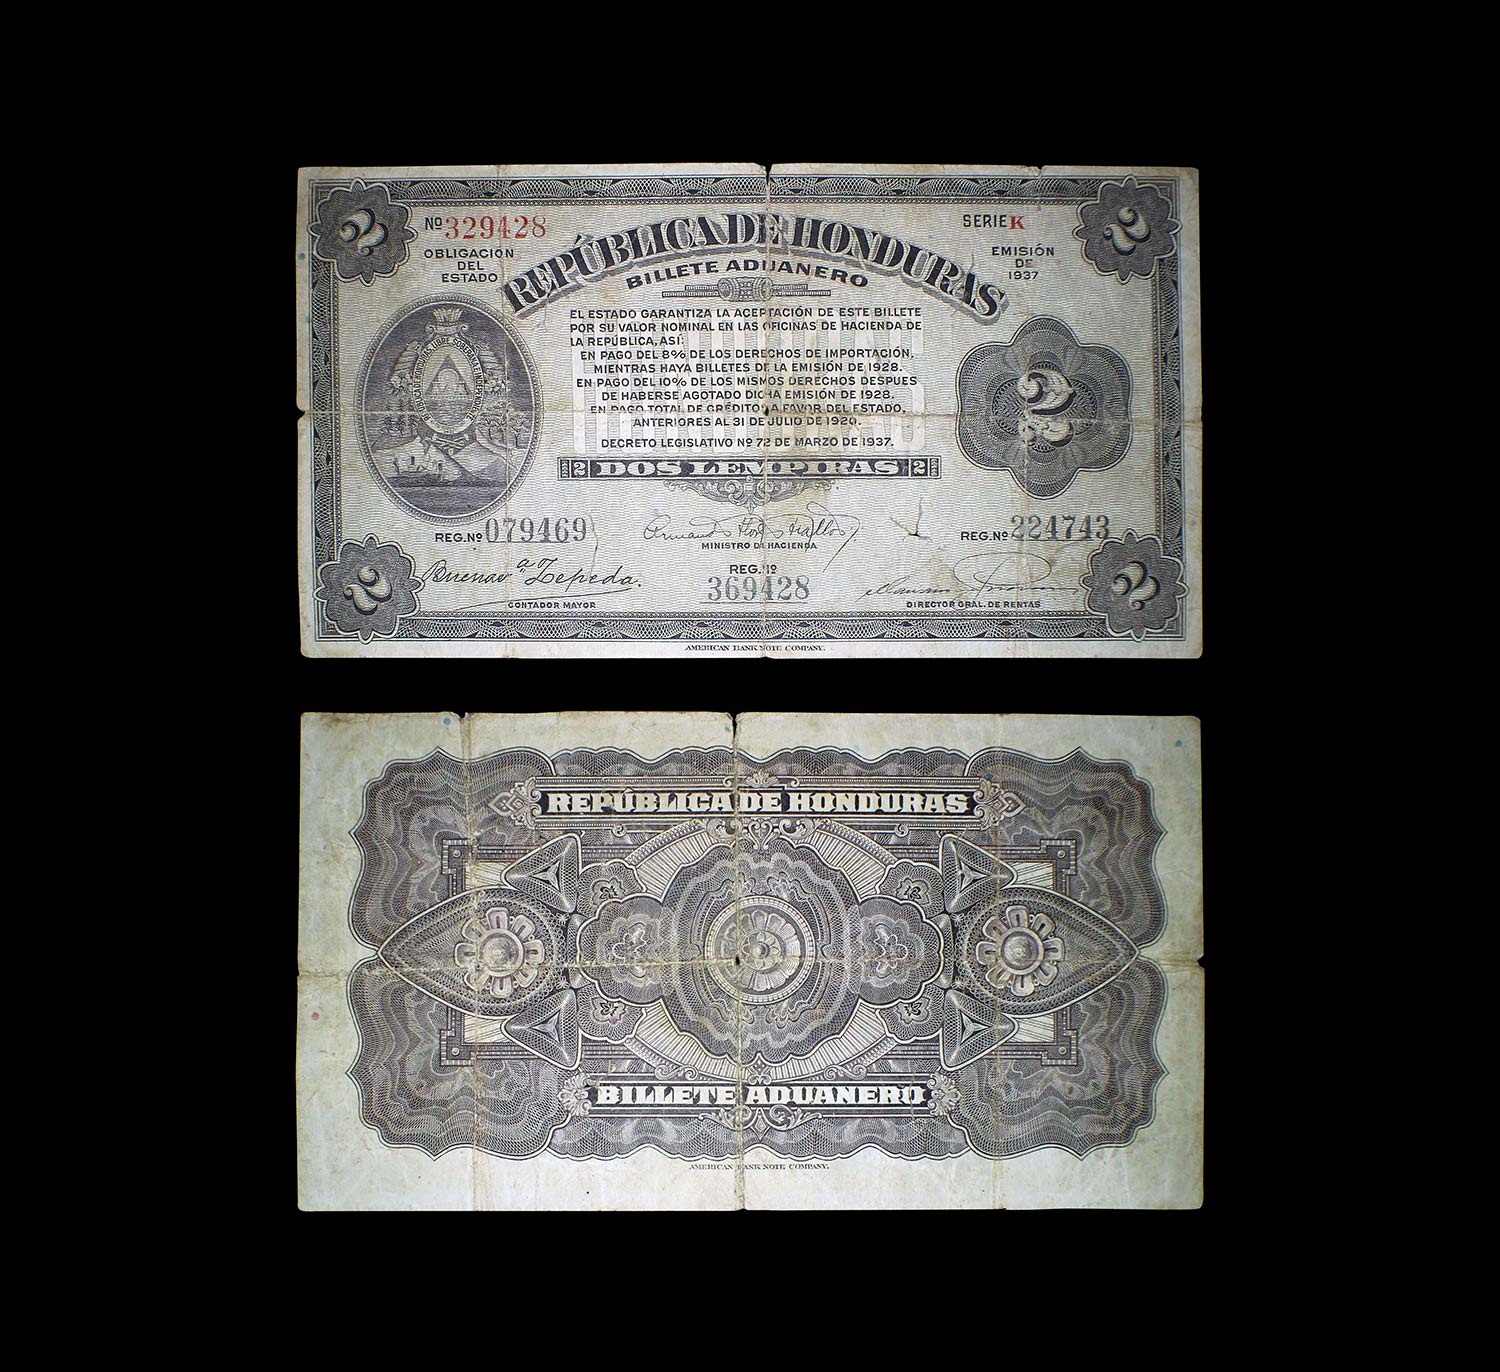 2
Nº 329428
OBLIGACION
DEL
ESTADO
REPÚBLICA DE HONDURAS
BILLETE ADUANERO
SERIE K
EMISIÓN
DE
1937
2
EL ESTADO GARANTIZA LA ACEPTACIÓN DE ESTE BILLETE
POR SU VALOR NOMINAL EN LAS OFICINAS DE HACIENDA DE
LA REPÚBLICA, ASÍ:
EN PAGO DEL 8% DE LOS DERECHOS DE IMPORTACIÓN,
MIENTRAS HAYA BILLETES DE LA EMISIÓN DE 1928.
EN PAGO DEL 10% DE LOS MISMOS DERECHOS DESPUES
DE HABERSE AGOTADO DICHA EMISIÓN DE 1928.
EN PAGO TOTAL DE CRÉDITOS A FAVOR DEL ESTADO,
ANTERIORES AL 31 DE JULIO DE 1920.
DECRETO LEGISLATIVO Nº 72 DE MARZO DE 1937.
2 DOS LEMPIRAS 2
2
REG. Nº 079469
MINISTRO DE HACIENDA
REG. Nº 224743
2
Buenavª Zepeda.
CONTADOR MAYOR
REG. Nº
369428
DIRECTOR GRAL. DE RENTAS
2
AMERICAN BANK NOTE COMPANY.
REPÚBLICA DE HONDURAS
BILLETE ADUANERO
AMERICAN BANK NOTE COMPANY.